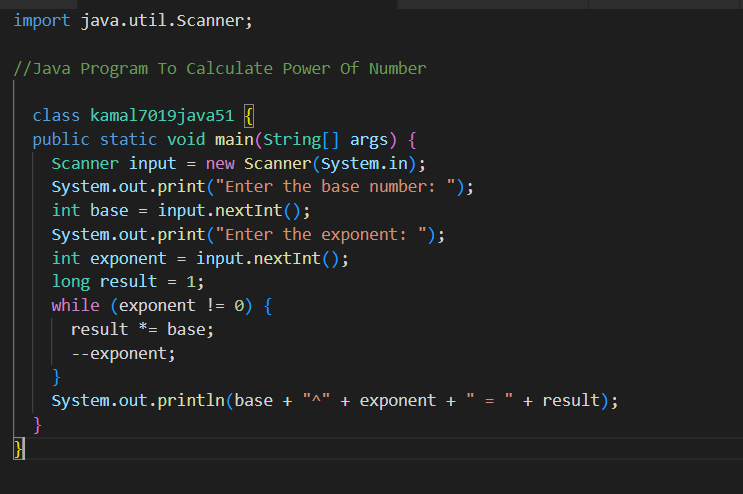 import java.util.Scanner;
//Java Program To Calculate Power Of Number
class kamal7019java51 {
public static void main(String[] args) {
Scanner input = new Scanner(System.in);
System.out.print("Enter the base number: ");
int base = input.nextInt();
System.out.print("Enter the exponent: ");
int exponent = input.nextInt();
long result = 1;
while (exponent != 0) {
result *= base;
--exponent;
}
System.out.println(base + "^" + exponent + " = " + result);
}
}